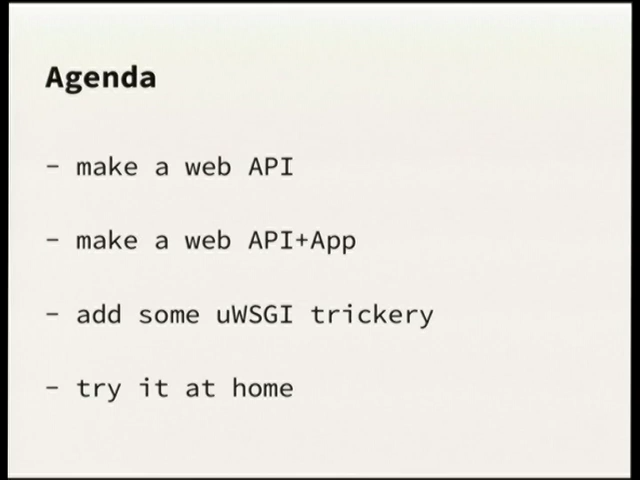 Agenda
- make a web API
- make a web API+App
- add some uWSGI trickery
- try it at home